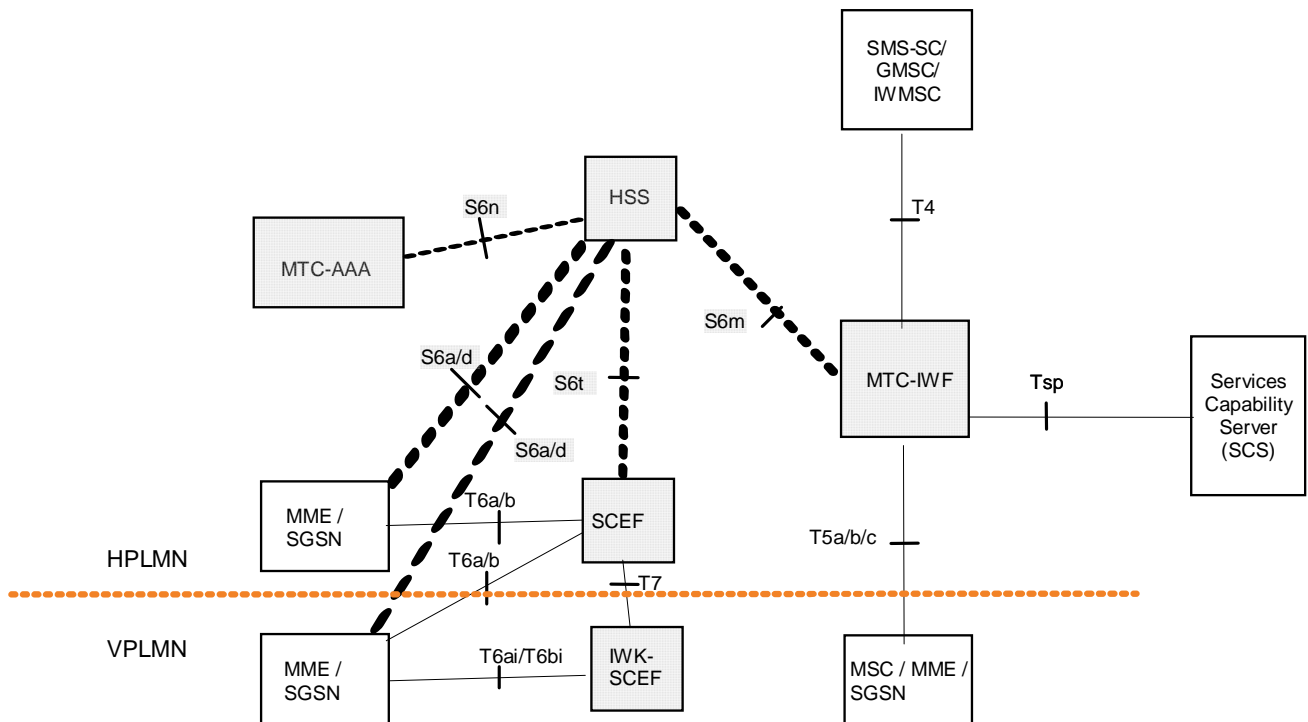 SMS-SC/
GMSC/
IWMSC
HSS
S6n
T4
MTC-AAA
S6m
S6a/d
S6t
MTC-IWF
Tsp
Services
Capability
Server
(SCS)
S6a/d
T6a/b
MME /
SGSN
SCEF
T5a/b/c
HPLMN
T6a/b
T7
VPLMN
T6ai/T6bi
MME /
SGSN
IWK-
SCEF
MSC / MME /
SGSN